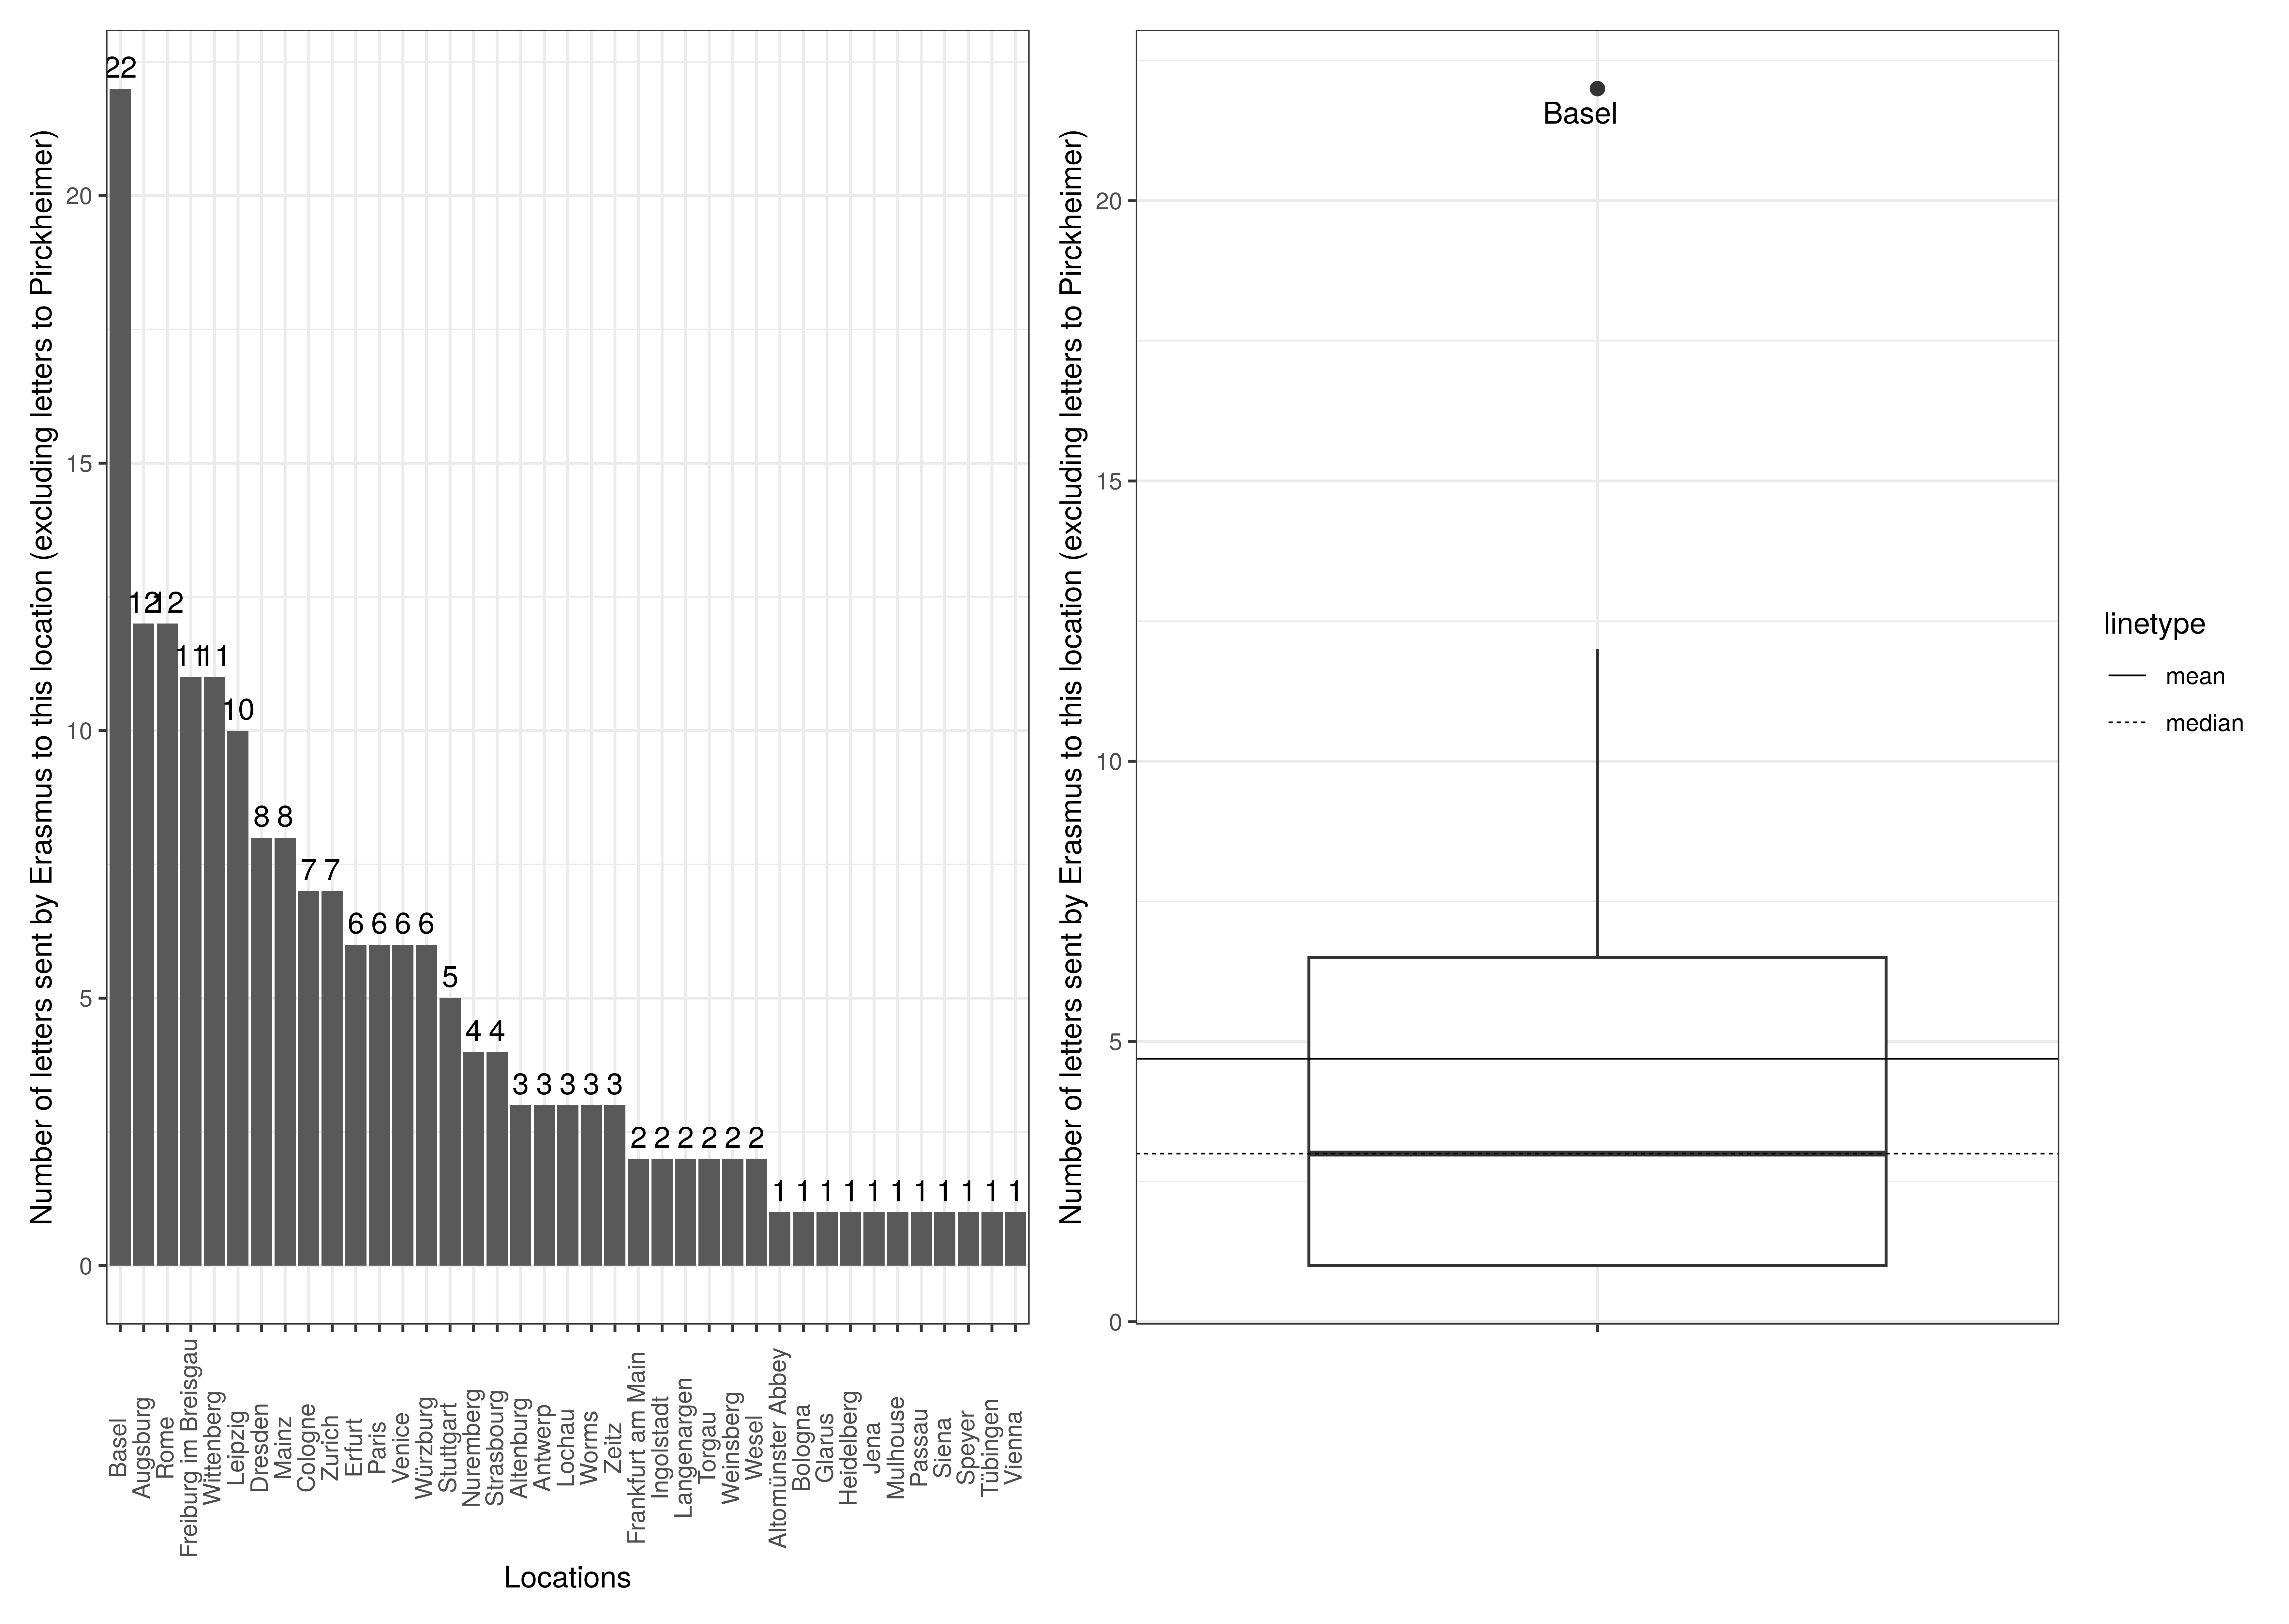 Number of letters sent by Erasmus to this location (excluding letters to Pirckheimer)
20
15
10
5
0
22
12
12
11
11
10
8
8
7
7
6
6
6
6
5
4
4
3
3
3
3
3
2
2
2
2
2
2
1
1
1
1
1
1
1
1
1
1
1
Basel
Augsburg
Rome
Freiburg im Breisgau
Wittenberg
Leipzig
Dresden
Mainz
Cologne
Zurich
Erfurt
Paris
Venice
Würzburg
Stuttgart
Nuremberg
Strasbourg
Altenburg
Antwerp
Lochau
Worms
Zeitz
Frankfurt am Main
Ingolstadt
Langenargen
Torgau
Weinsberg
Wesel
Altomünster Abbey
Bologna
Glarus
Heidelberg
Jena
Mulhouse
Passau
Siena
Speyer
Tübingen
Vienna
Locations
Number of letters sent by Erasmus to this location (excluding letters to Pirckheimer)
20
15
10
5
0
Basel
linetype
mean
median